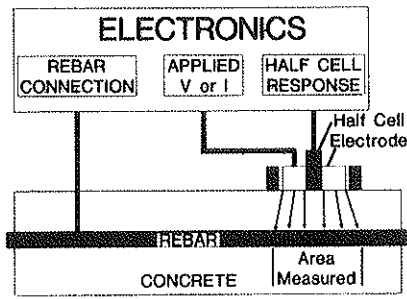 ELECTRONICS
REBAR
CONNECTION
APPLIED
V or I
HALF CELL
RESPONSE
Half Cell
Electrode
REBAR
Area
Measured
CONCRETE